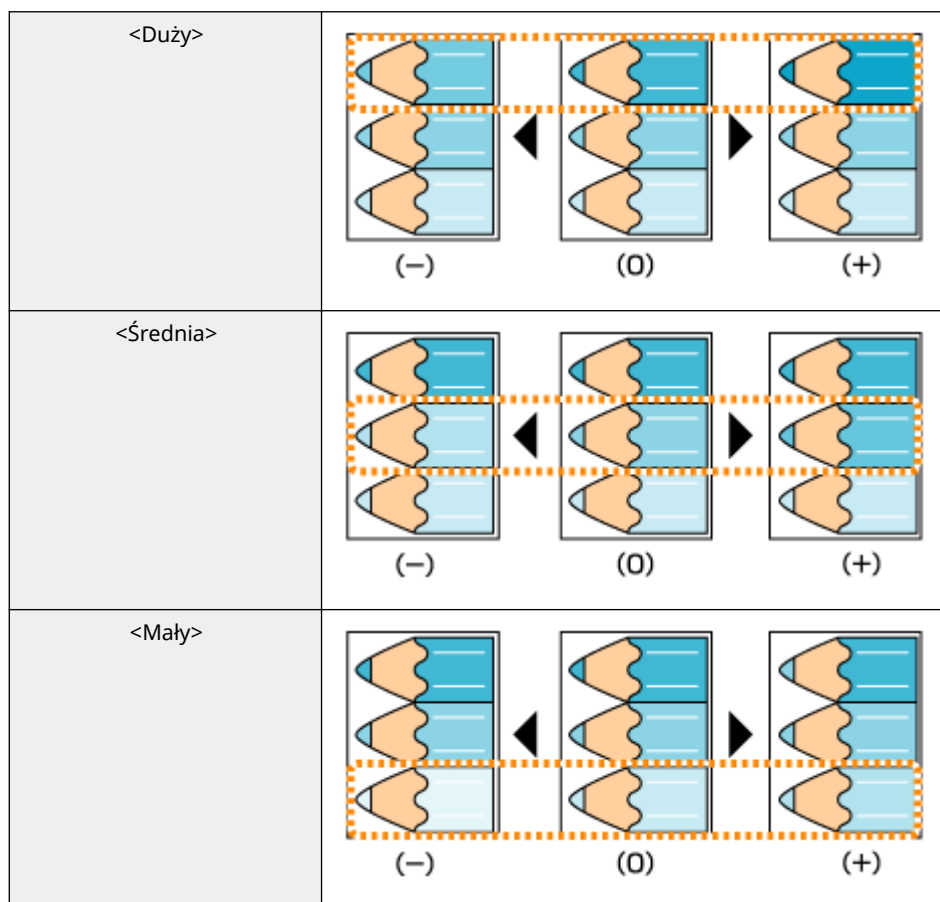 <Duży>
(−) (0) (+)
<Średnia>
(−) (0) (+)
<Mały>
(−) (0) (+)